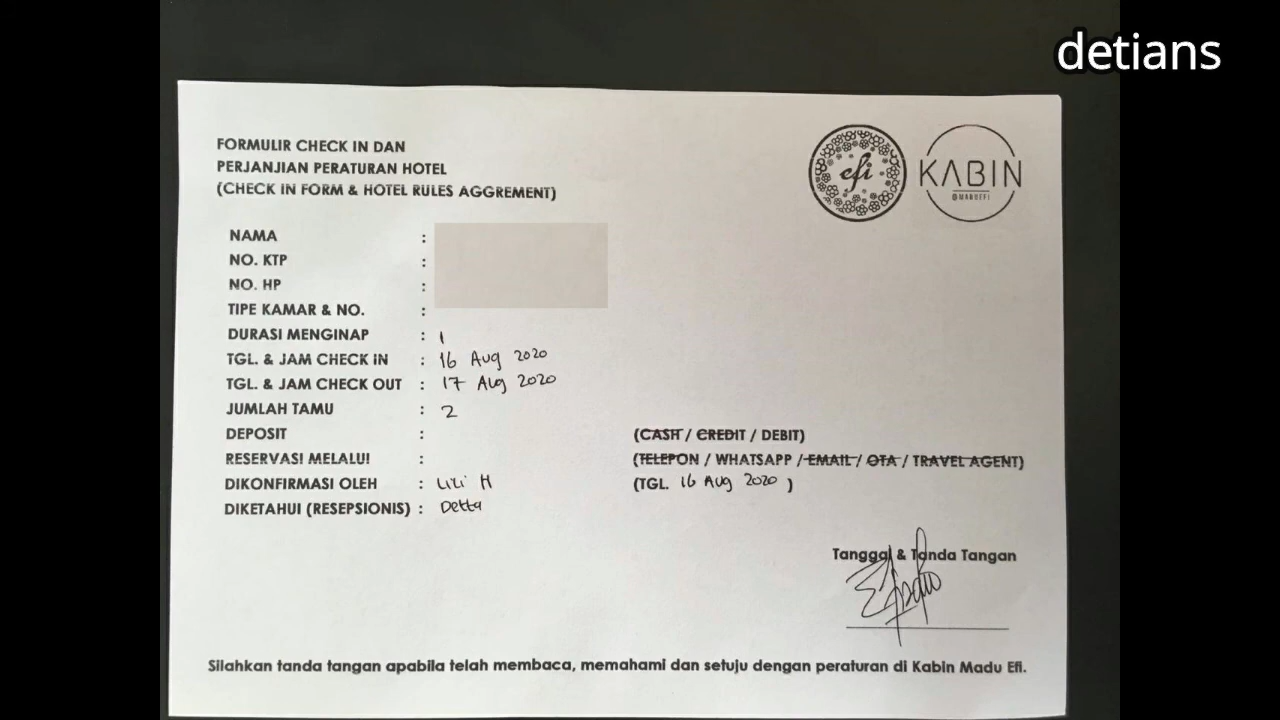 detians
FORMULIR CHECK IN DAN
PERJANJIAN PERATURAN HOTEL
(CHECK IN FORM & HOTEL RULES AGGREMENT)
efi
KABIN
@MADUEFI
NAMA :
NO. KTP :
NO. HP :
TIPE KAMAR & NO. :
DURASI MENGINAP : 1
TGL. & JAM CHECK IN : 16 Aug 2020
TGL. & JAM CHECK OUT : 17 Aug 2020
JUMLAH TAMU : 2
DEPOSIT : (CASH / CREDIT / DEBIT)
RESERVASI MELALUI : (TELEPON / WHATSAPP / EMAIL / OTA / TRAVEL AGENT)
DIKONFIRMASI OLEH : Lizi H (TGL. 16 Aug 2020 )
DIKETAHUI (RESEPSIONIS) : Detta
Tanggal & Tanda Tangan
Silahkan tanda tangan apabila telah membaca, memahami dan setuju dengan peraturan di Kabin Madu Efi.